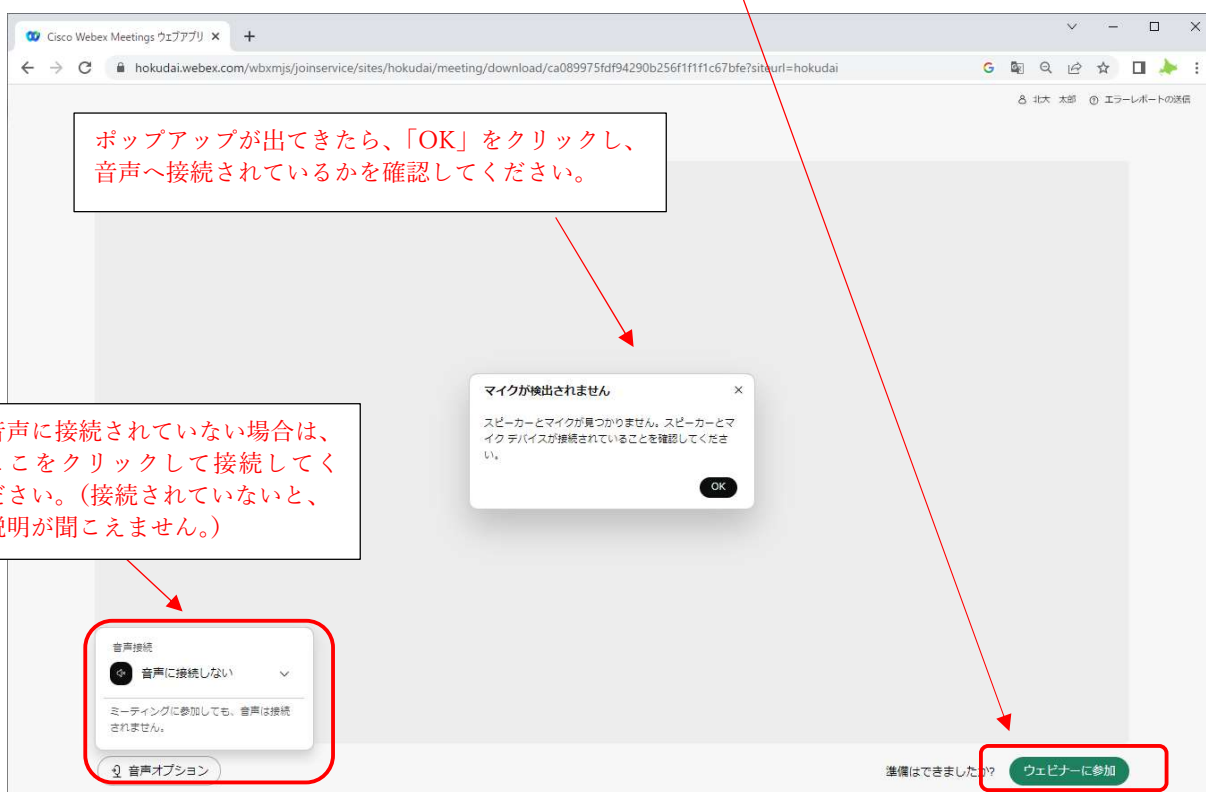 Cisco Webex Meetings ウェブアプリ
hokudai.webex.com/wbxmjs/joinservice/sites/hokudai/meeting/download/ca089975fdf94290b256f1f1f1c67bfe?siteurl=hokudai
北大 太郎 エラーレポートの送信
ポップアップが出てきたら、「OK」をクリックし、
音声へ接続されているかを確認してください。
マイクが検出されません
スピーカーとマイクが見つかりません。スピーカーとマ
イク デバイスが接続されていることを確認してくださ
い。
OK
音声に接続されていない場合は、
ここをクリックして接続してく
ださい。(接続されていないと、
説明が聞こえません。)
音声接続
音声に接続しない
ミーティングに参加しても、音声は接続
されません。
音声オプション
準備はできましたか? ウェビナーに参加